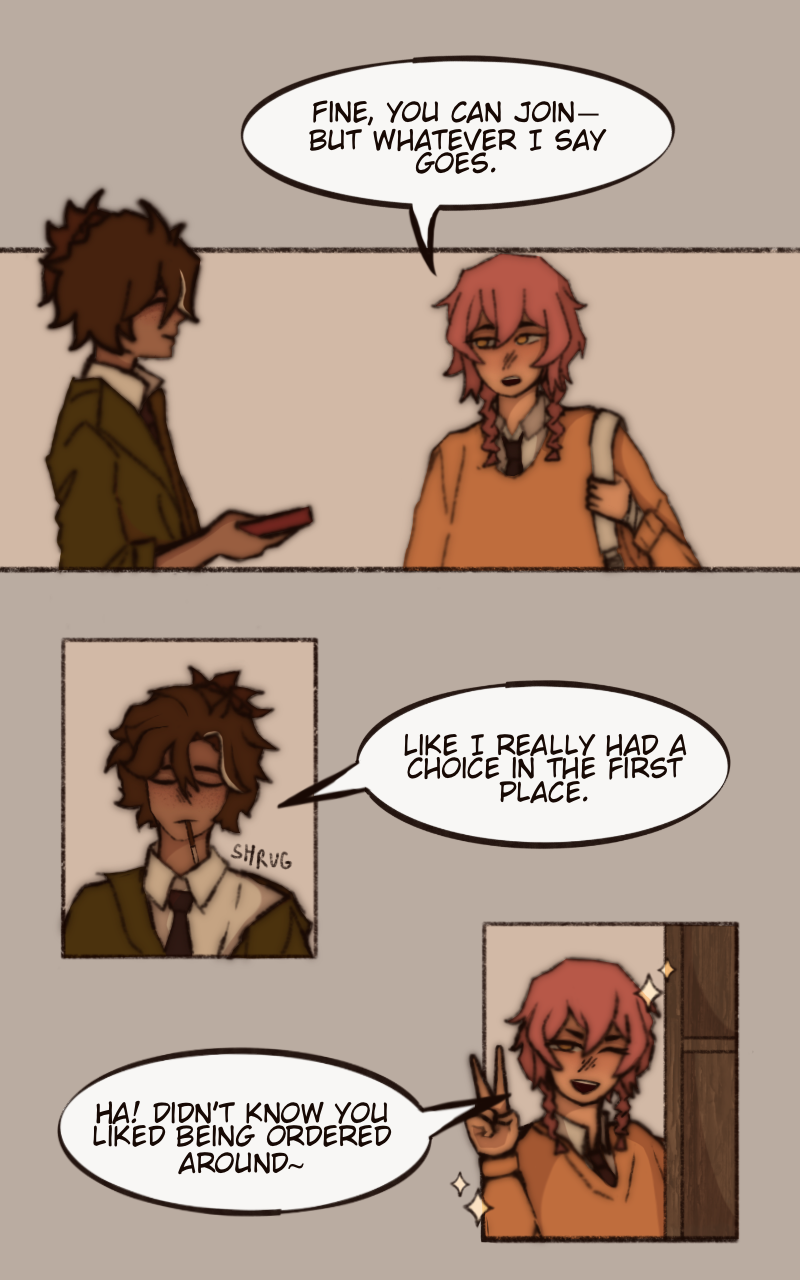 FINE, YOU CAN JOIN—
BUT WHATEVER I SAY
GOES.
LIKE I REALLY HAD A
CHOICE IN THE FIRST
PLACE.
SHRUG
HA! DIDN'T KNOW YOU
LIKED BEING ORDERED
AROUND~